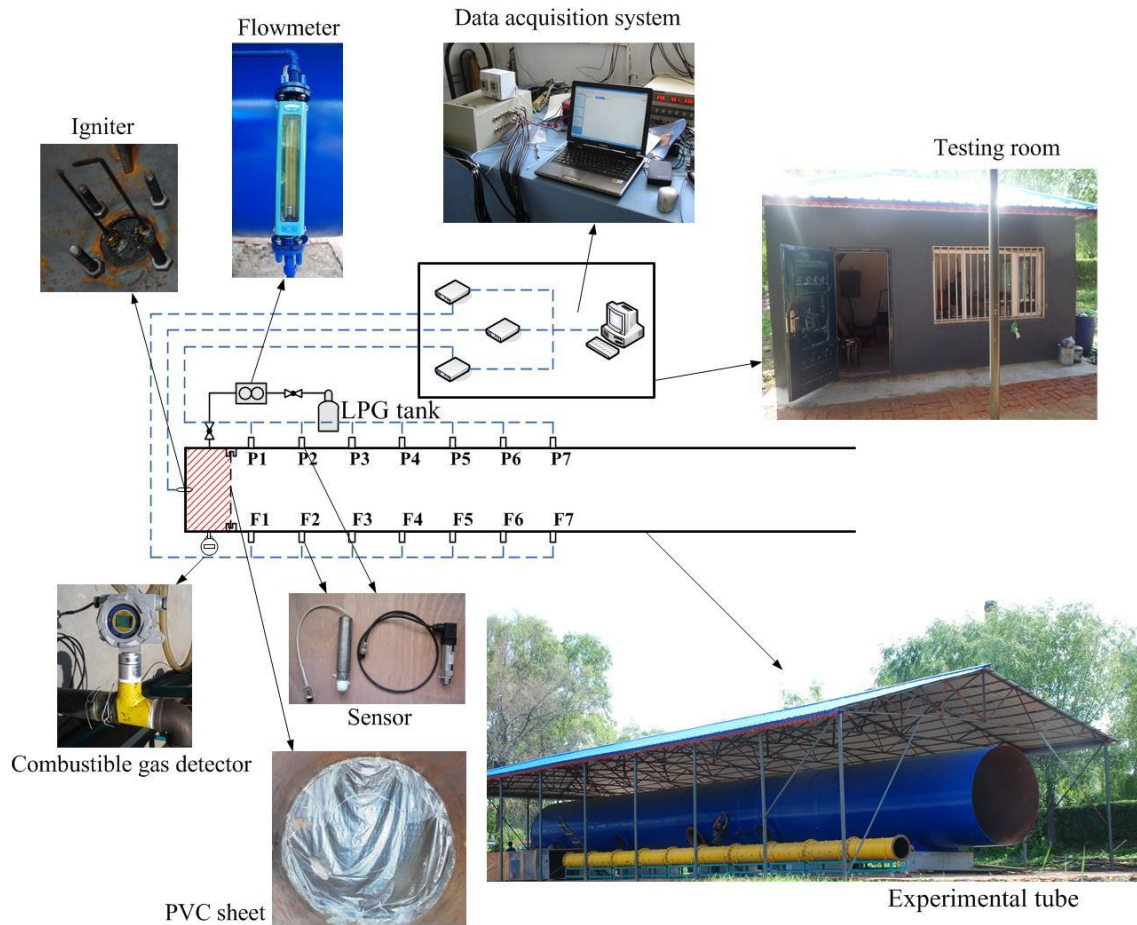 Data acquisition system
Flowmeter
Igniter
Testing room
LPG tank
P1 P2 P3 P4 P5 P6 P7
F1 F2 F3 F4 F5 F6 F7
Sensor
Combustible gas detector
PVC sheet
Experimental tube